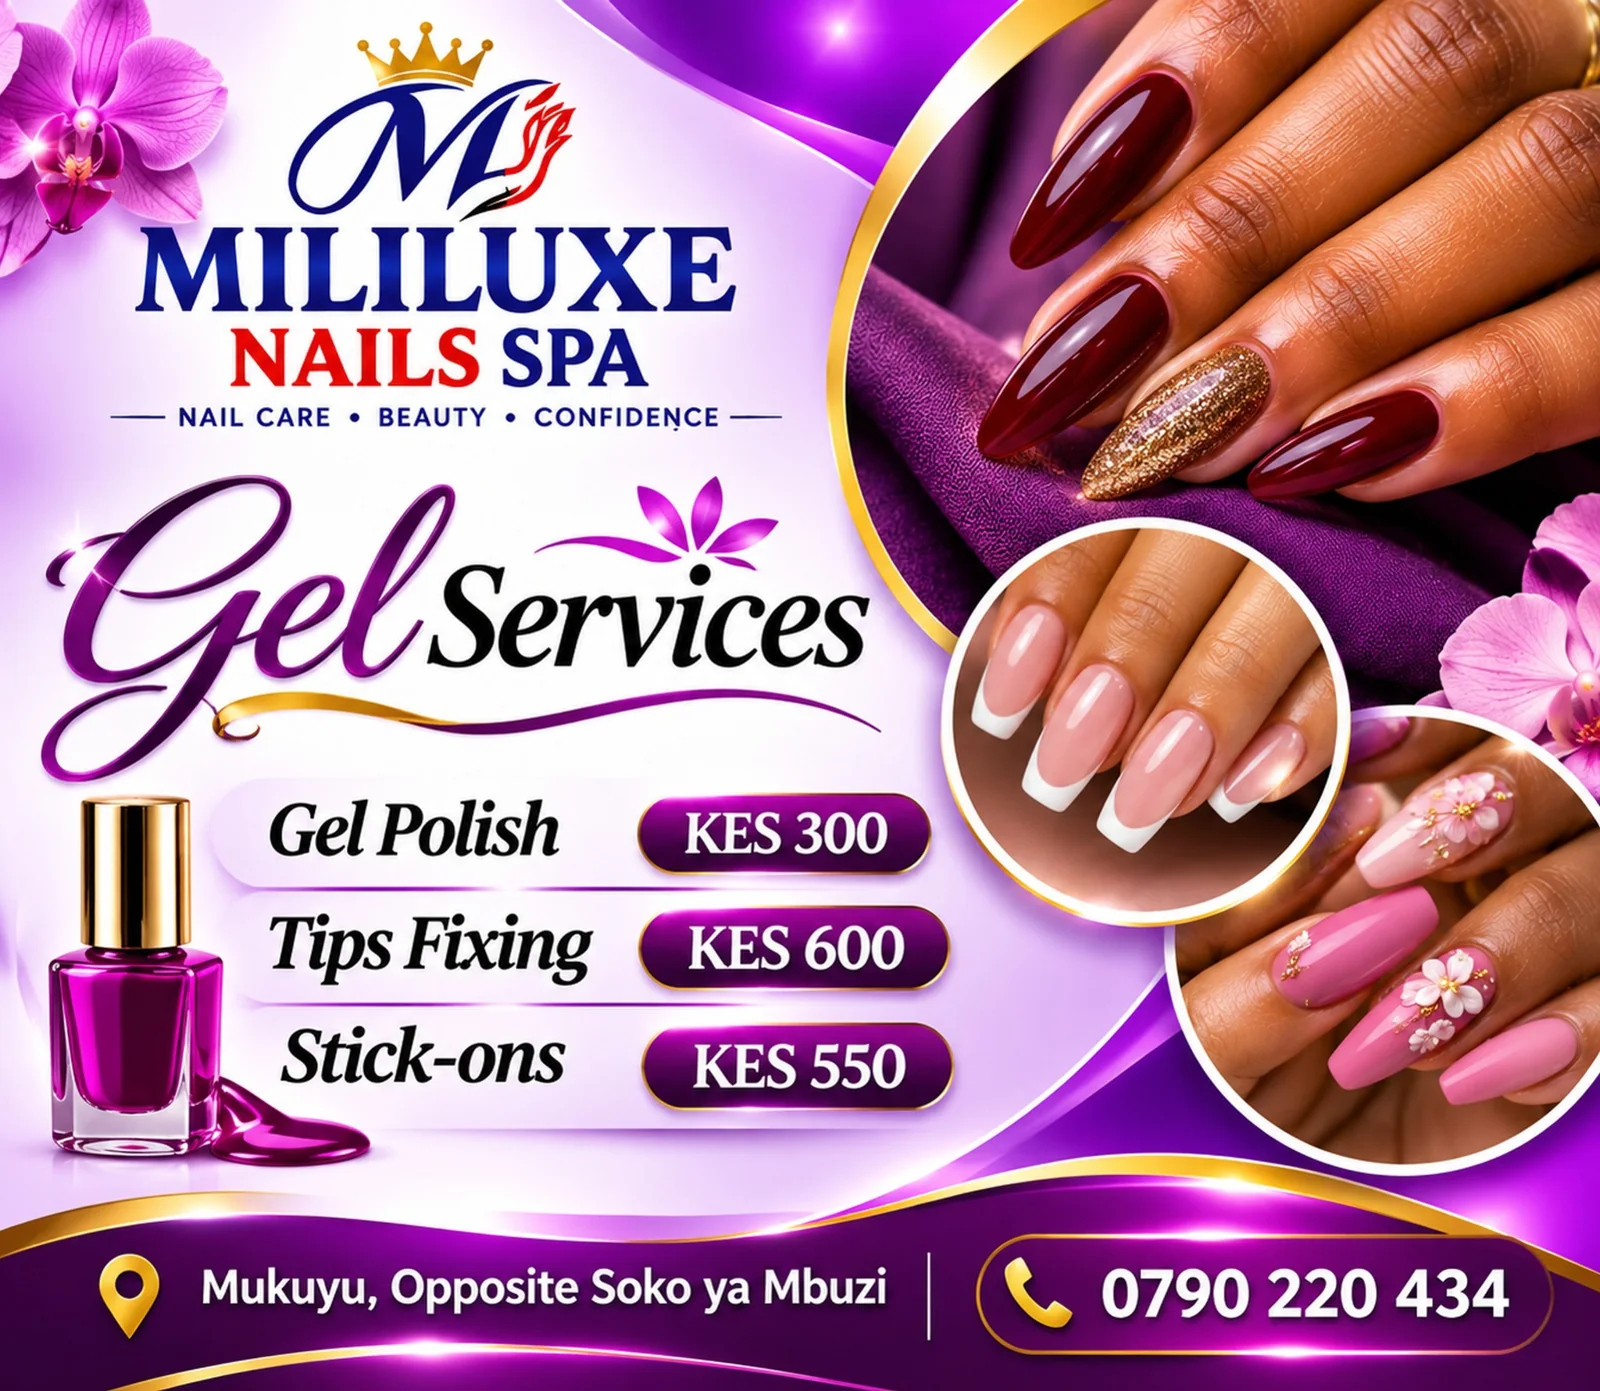 M
MILILUXE
NAILS SPA
NAIL CARE • BEAUTY • CONFIDENCE
Gel Services
Gel Polish KES 300
Tips Fixing KES 600
Stick-ons KES 550
Mukuyu, Opposite Soko ya Mbuzi
0790 220 434